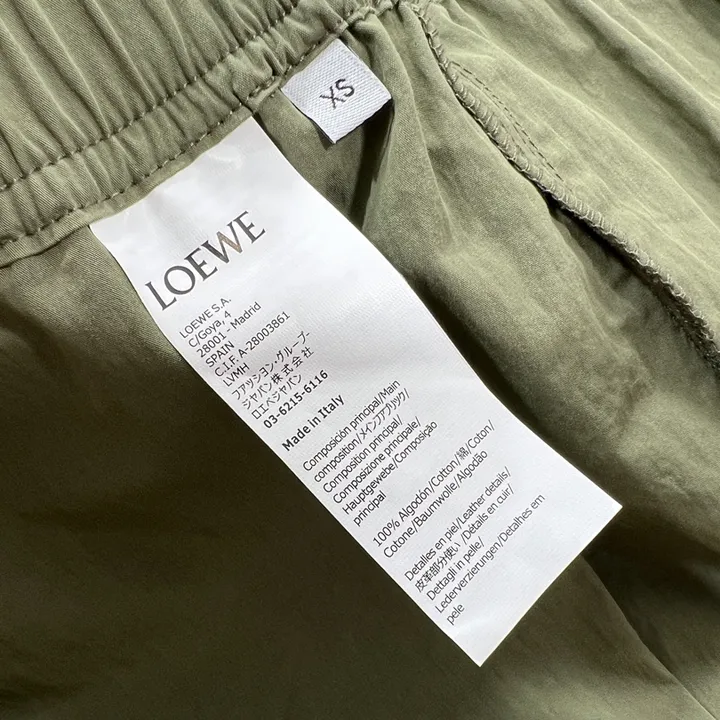 XS
LOEWE
LOEWE S.A.
C/Goya, 4
28001 - Madrid
SPAIN
C.I.F. A-28003861
LVMH
ファッション・グループ-
ジャパン株式会社
ロエベジャパン
03-6215-6116
Made in Italy
Composición principal/Main
composition/メインファブリック/
Composition principal/
Composizione principale/
Hauptgewebe/Composição
principal
100% Algodón/Cotton/綿/Coton/
Cotone/Baumwolle/Algodão
Detalles en piel/Leather details/
皮革部分使い/Détails en cuir/
Dettagli in pelle/
Lederverzierungen/Detalhes em
pele